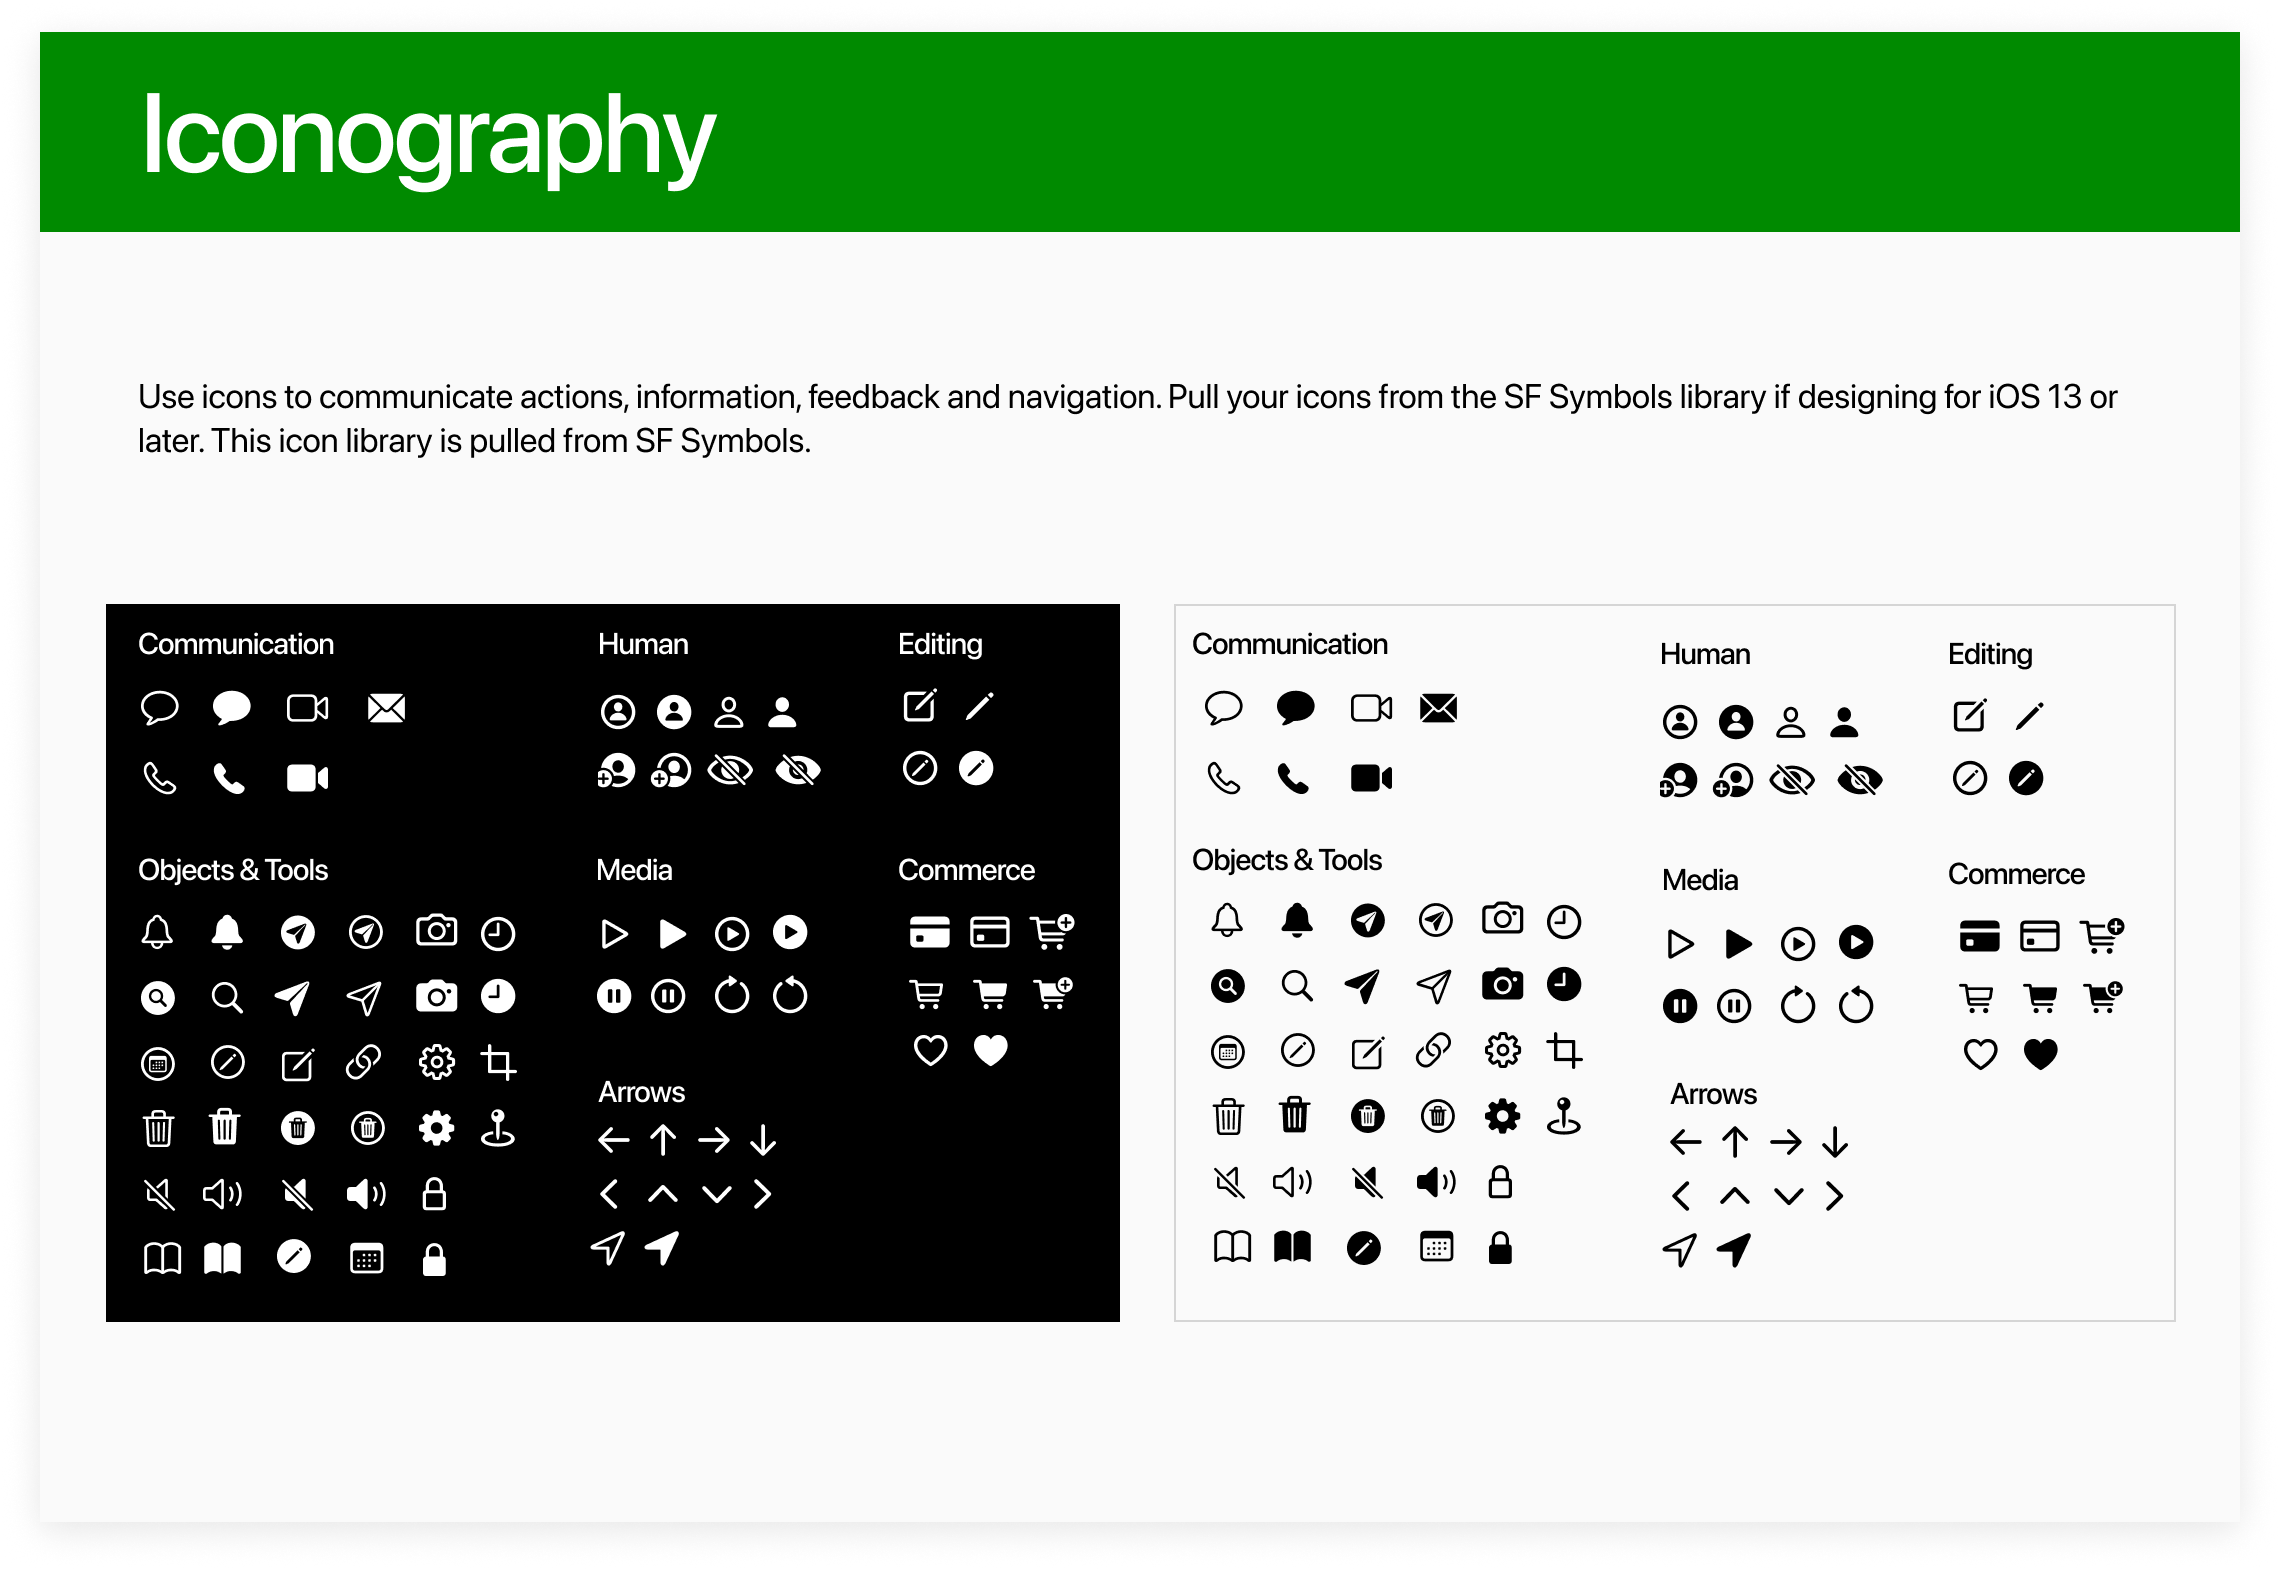 Iconography
Use icons to communicate actions, information, feedback and navigation. Pull your icons from the SF Symbols library if designing for iOS 13 or
later. This icon library is pulled from SF Symbols.
Communication
Human
Editing
Objects & Tools
Media
Commerce
Arrows
Communication
Human
Editing
Objects & Tools
Media
Commerce
Arrows